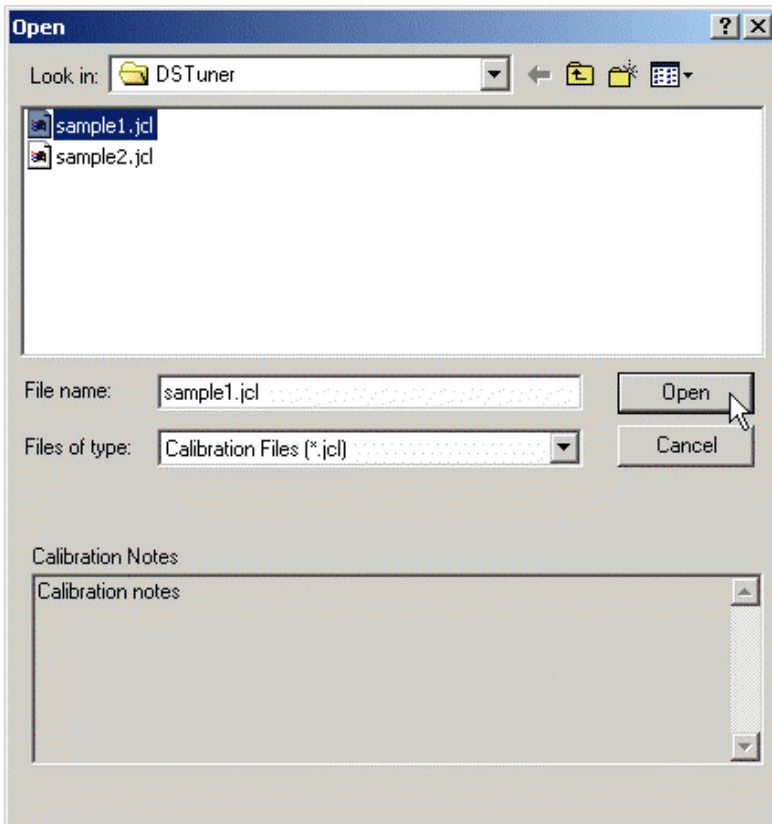 Open
Look in: DSTuner
sample1.jcl
sample2.jcl
File name: sample1.jcl Open
Files of type: Calibration Files (*.jcl) Cancel
Calibration Notes
Calibration notes